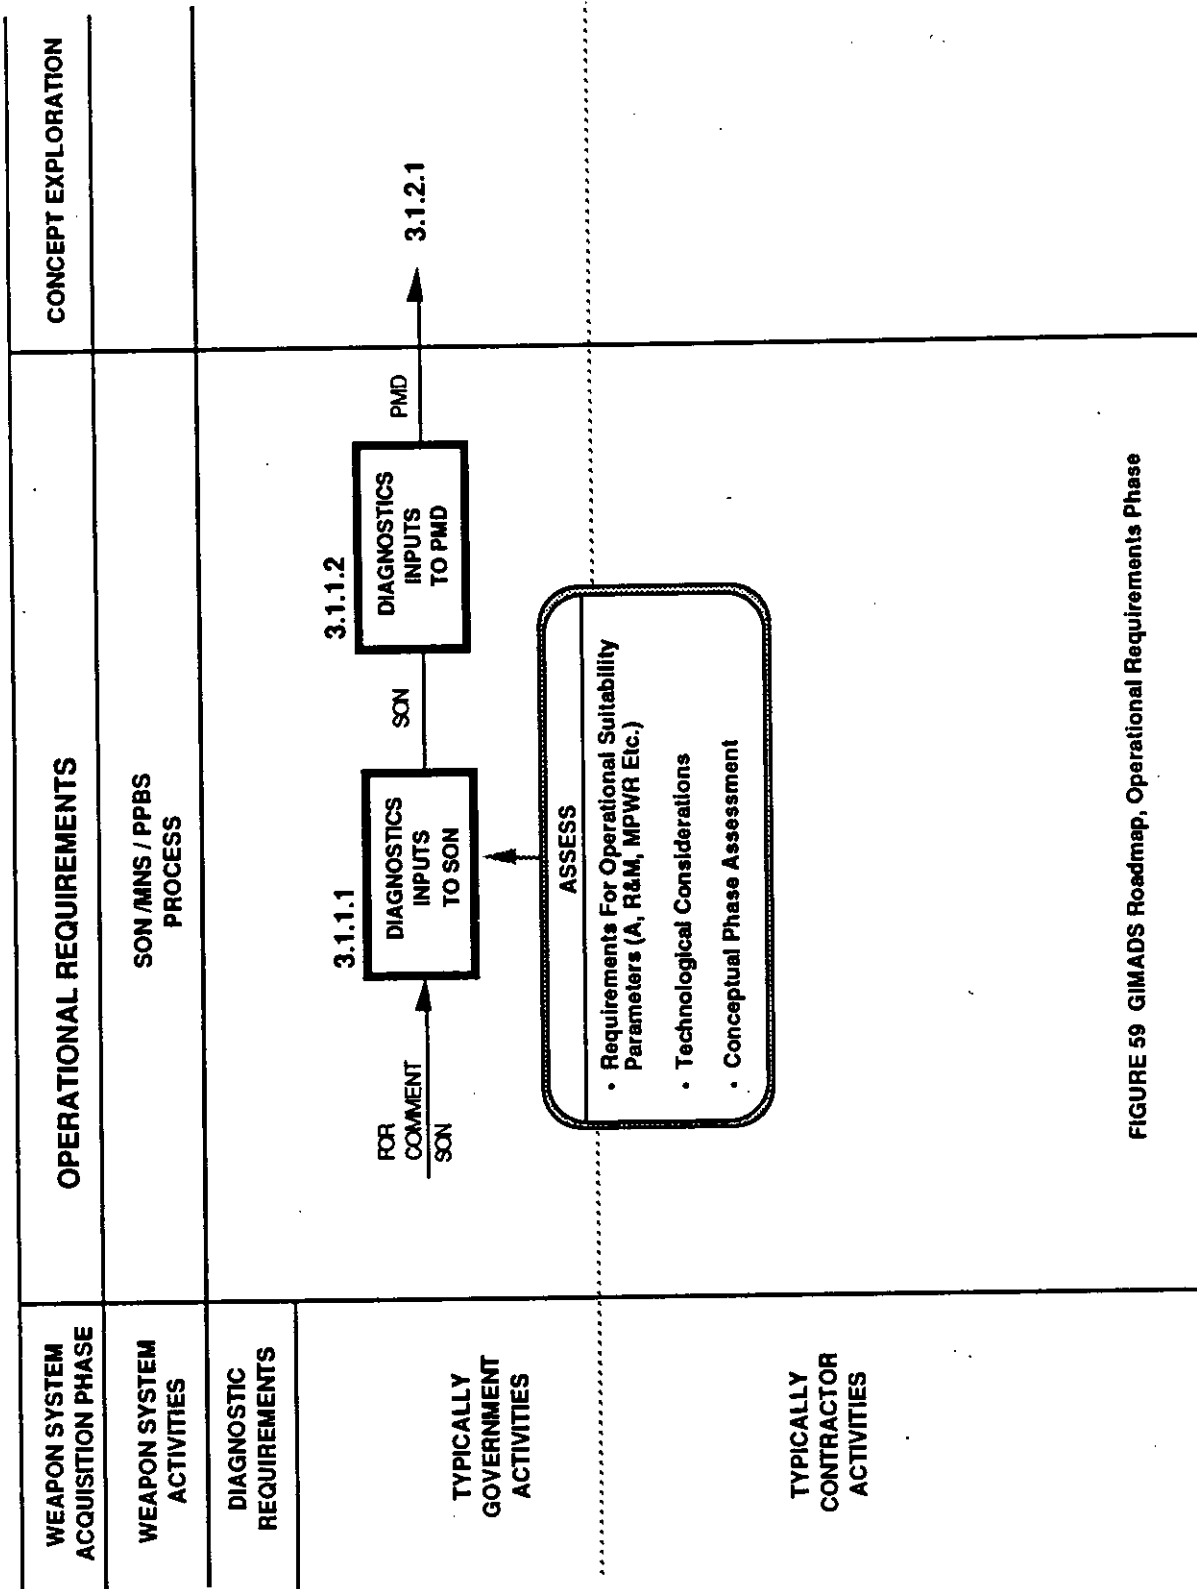 WEAPON SYSTEM
ACQUISITION PHASE
OPERATIONAL REQUIREMENTS
CONCEPT EXPLORATION
WEAPON SYSTEM
ACTIVITIES
SON /MNS / PPBS
PROCESS
DIAGNOSTIC
REQUIREMENTS
TYPICALLY
GOVERNMENT
ACTIVITIES
FOR
COMMENT
SON
3.1.1.1
DIAGNOSTICS
INPUTS
TO SON
SON
3.1.1.2
DIAGNOSTICS
INPUTS
TO PMD
PMD
3.1.2.1
ASSESS
• Requirements For Operational Suitability
Parameters (A, R&M, MPWR Etc.)
• Technological Considerations
• Conceptual Phase Assessment
TYPICALLY
CONTRACTOR
ACTIVITIES
FIGURE 59 GIMADS Roadmap, Operational Requirements Phase